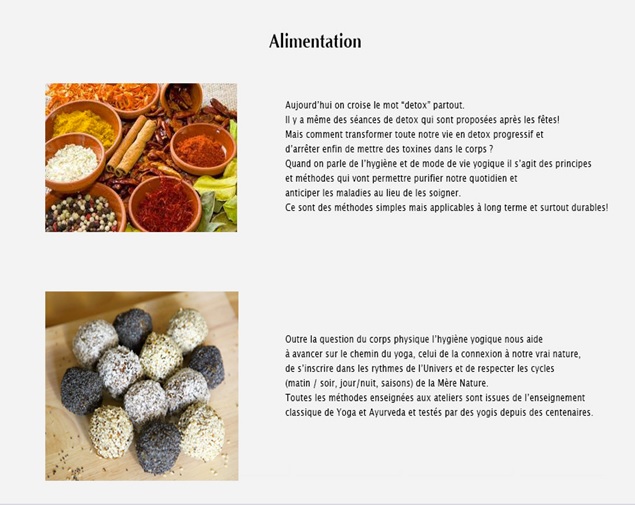 Alimentation
Aujourd'hui on croise le mot "detox" partout.
Il y a même des séances de detox qui sont proposées après les fêtes!
Mais comment transformer toute notre vie en detox progressif et
d'arrêter enfin de mettre des toxines dans le corps ?
Quand on parle de l'hygiène et de mode de vie yogique il s'agit des principes
et méthodes qui vont permettre purifier notre quotidien et
anticiper les maladies au lieu de les soigner.
Ce sont des méthodes simples mais applicables à long terme et surtout durables!
Outre la question du corps physique l'hygiène yogique nous aide
à avancer sur le chemin du yoga, celui de la connexion à notre vrai nature,
de s'inscrire dans les rythmes de l'Univers et de respecter les cycles
(matin / soir, jour/nuit, saisons) de la Mère Nature.
Toutes les méthodes enseignées aux ateliers sont issues de l'enseignement
classique de Yoga et Ayurveda et testés par des yogis depuis des centenaires.